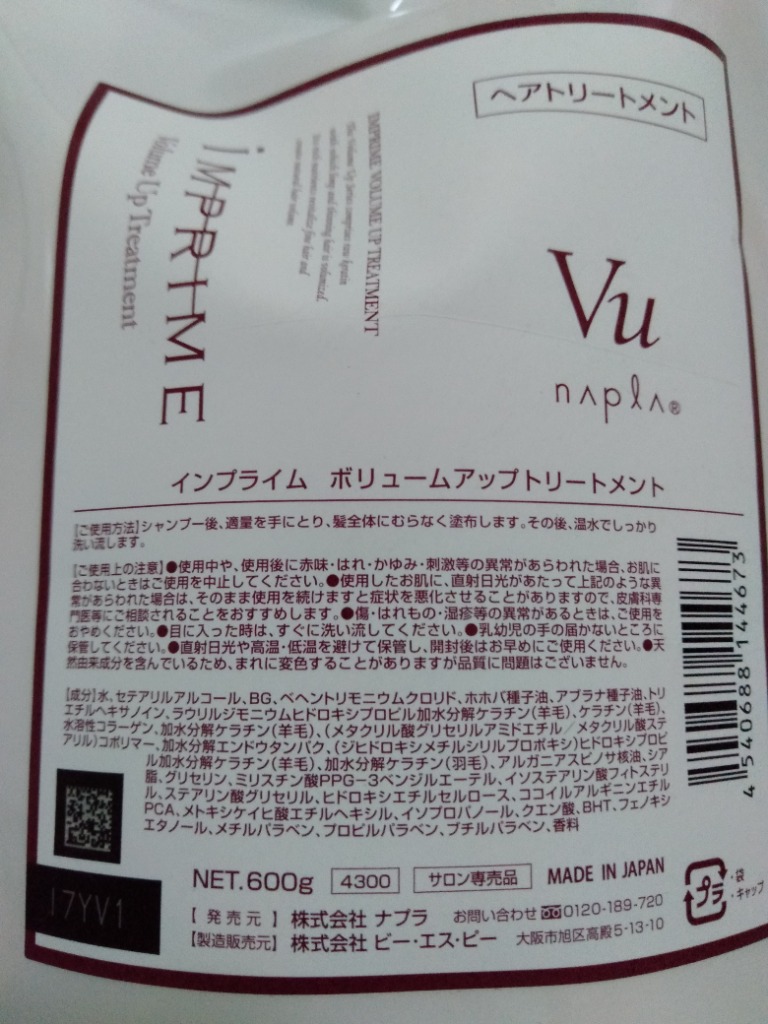 ヘアトリートメント
IMPRIME
Volume Up Treatment
IMPRIME VOLUME UP TREATMENT
Vu
napla®
インプライム ボリュームアップトリートメント
【ご使用方法】シャンプー後、適量を手にとり、髪全体にむらなく塗布します。その後、温水でしっかり
洗い流します。
【ご使用上の注意】●使用中や、使用後に赤味・はれ・かゆみ・刺激等の異常があらわれた場合、お肌に
合わないときはご使用を中止してください。●使用したお肌に、直射日光があたって上記のような異
常があらわれた場合は、そのまま使用を続けますと症状を悪化させることがありますので、皮膚科専
門医等にご相談されることをおすすめします。●傷・はれもの・湿疹等の異常があるときは、ご使用を
おやめください。●目に入った時は、すぐに洗い流してください。●乳幼児の手の届かないところに
保管してください。●直射日光や高温・低温を避けて保管し、開封後はお早めにご使用ください。●天
然由来成分を含んでいるため、まれに変色することがありますが品質に問題はございません。
【成分】水、セテアリルアルコール、BG、ベヘントリモニウムクロリド、ホホバ種子油、アブラナ種子油、トリ
エチルヘキサノイン、ラウリルジモニウムヒドロキシプロピル加水分解ケラチン(羊毛)、ケラチン(羊毛)、
水溶性コラーゲン、加水分解ケラチン(羊毛)、(メタクリル酸グリセリルアミドエチル/メタクリル酸ステ
アリル)コポリマー、加水分解エンドウタンパク、(ジヒドロキシメチルシリルプロポキシ)ヒドロキシプロピ
ル加水分解ケラチン(羊毛)、加水分解ケラチン(羽毛)、アルガニアスピノサ核油、シア
脂、グリセリン、ミリスチン酸PPG-3ベンジルエーテル、イソステアリン酸フィトステリ
ル、ステアリン酸グリセリル、ヒドロキシエチルセルロース、ココイルアルギニンエチル
PCA、メトキシケイヒ酸エチルヘキシル、イソプロパノール、クエン酸、BHT、フェノキシ
エタノール、メチルパラベン、プロピルパラベン、ブチルパラベン、香料
4 540688 144673
NET.600g 4300 サロン専売品 MADE IN JAPAN
【発売元】株式会社 ナプラ お問い合わせ 0120-189-720
【製造販売元】株式会社 ビー・エス・ビー 大阪市旭区高殿5-13-10
プラ
・袋
・キャップ
17YV1